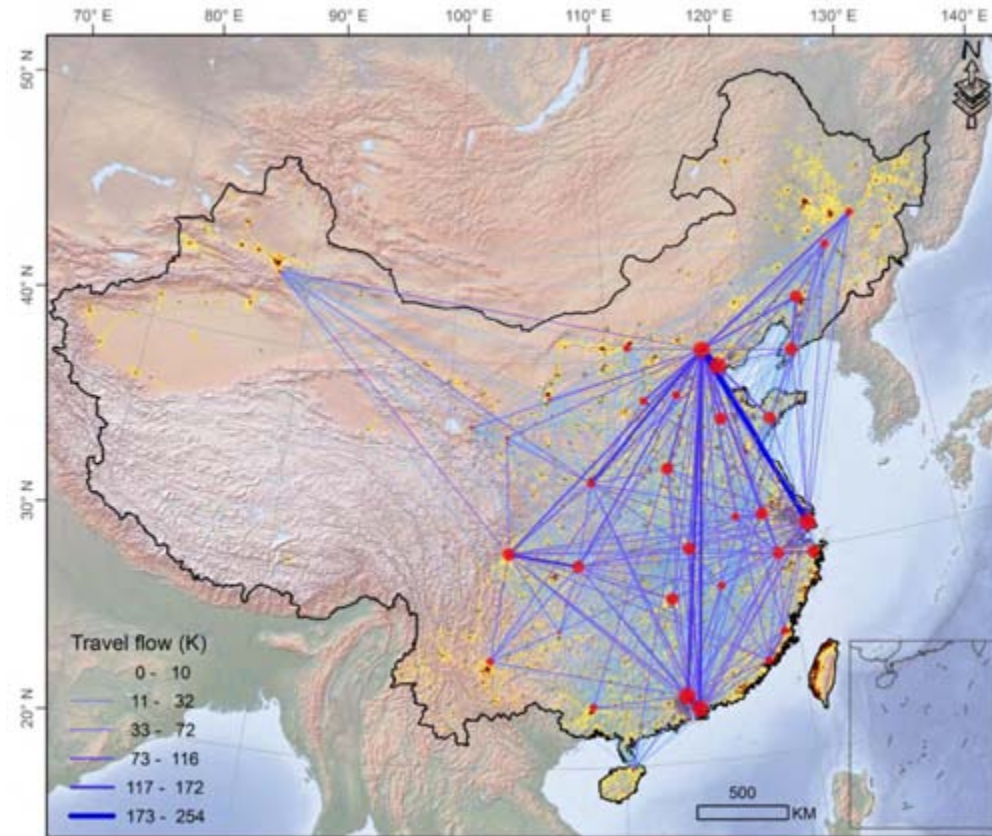 70° E 80° E 90° E 100° E 110° E 120° E 130° E 140° E
50° N
40° N
30° N
20° N
N
Travel flow (K)
0 - 10
11 - 32
33 - 72
73 - 116
117 - 172
173 - 254
500
KM